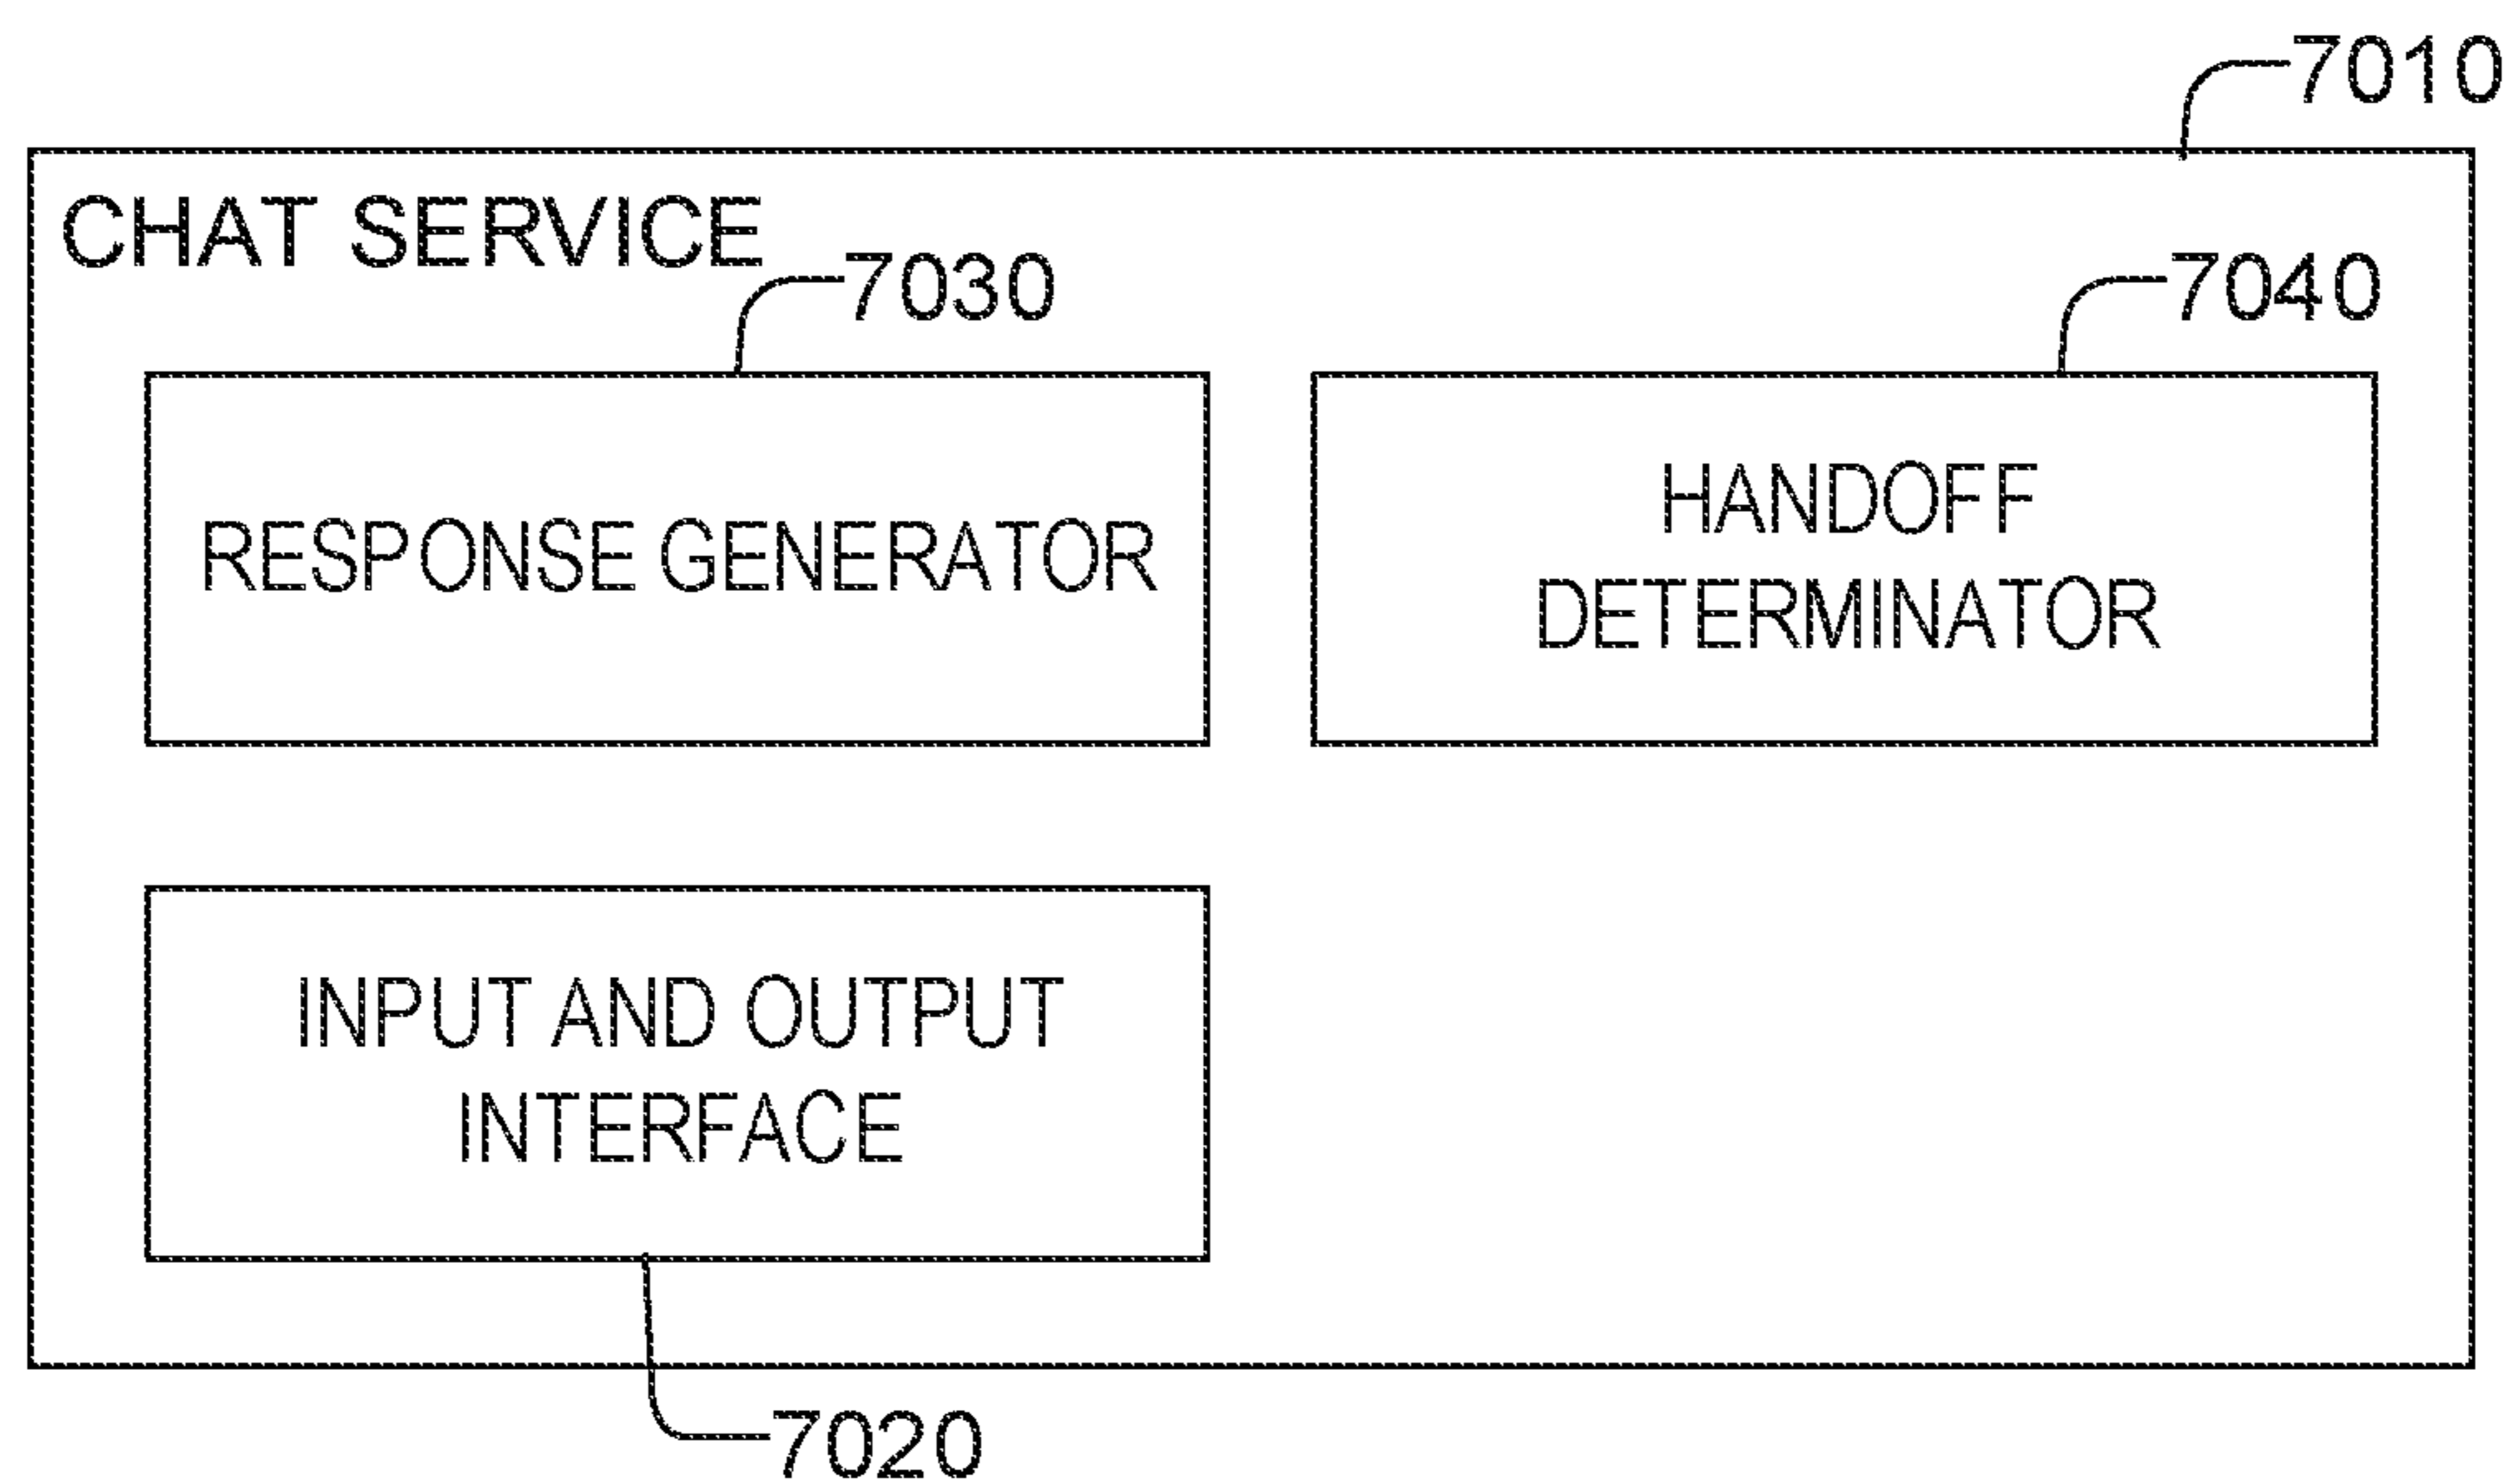 7010
CHAT SERVICE
7030
7040
RESPONSE GENERATOR
HANDOFF
DETERMINATOR
INPUT AND OUTPUT
INTERFACE
7020